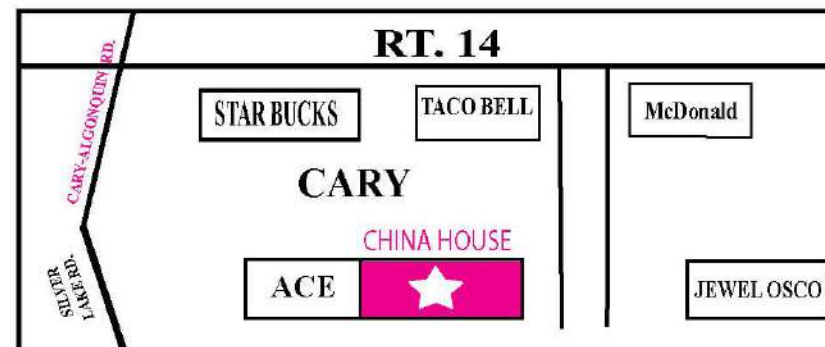 RT. 14
CARY-ALGONQUIN RD.
STAR BUCKS
TACO BELL
McDonald
CARY
CHINA HOUSE
SILVER
LAKE RD.
ACE
JEWEL OSCO